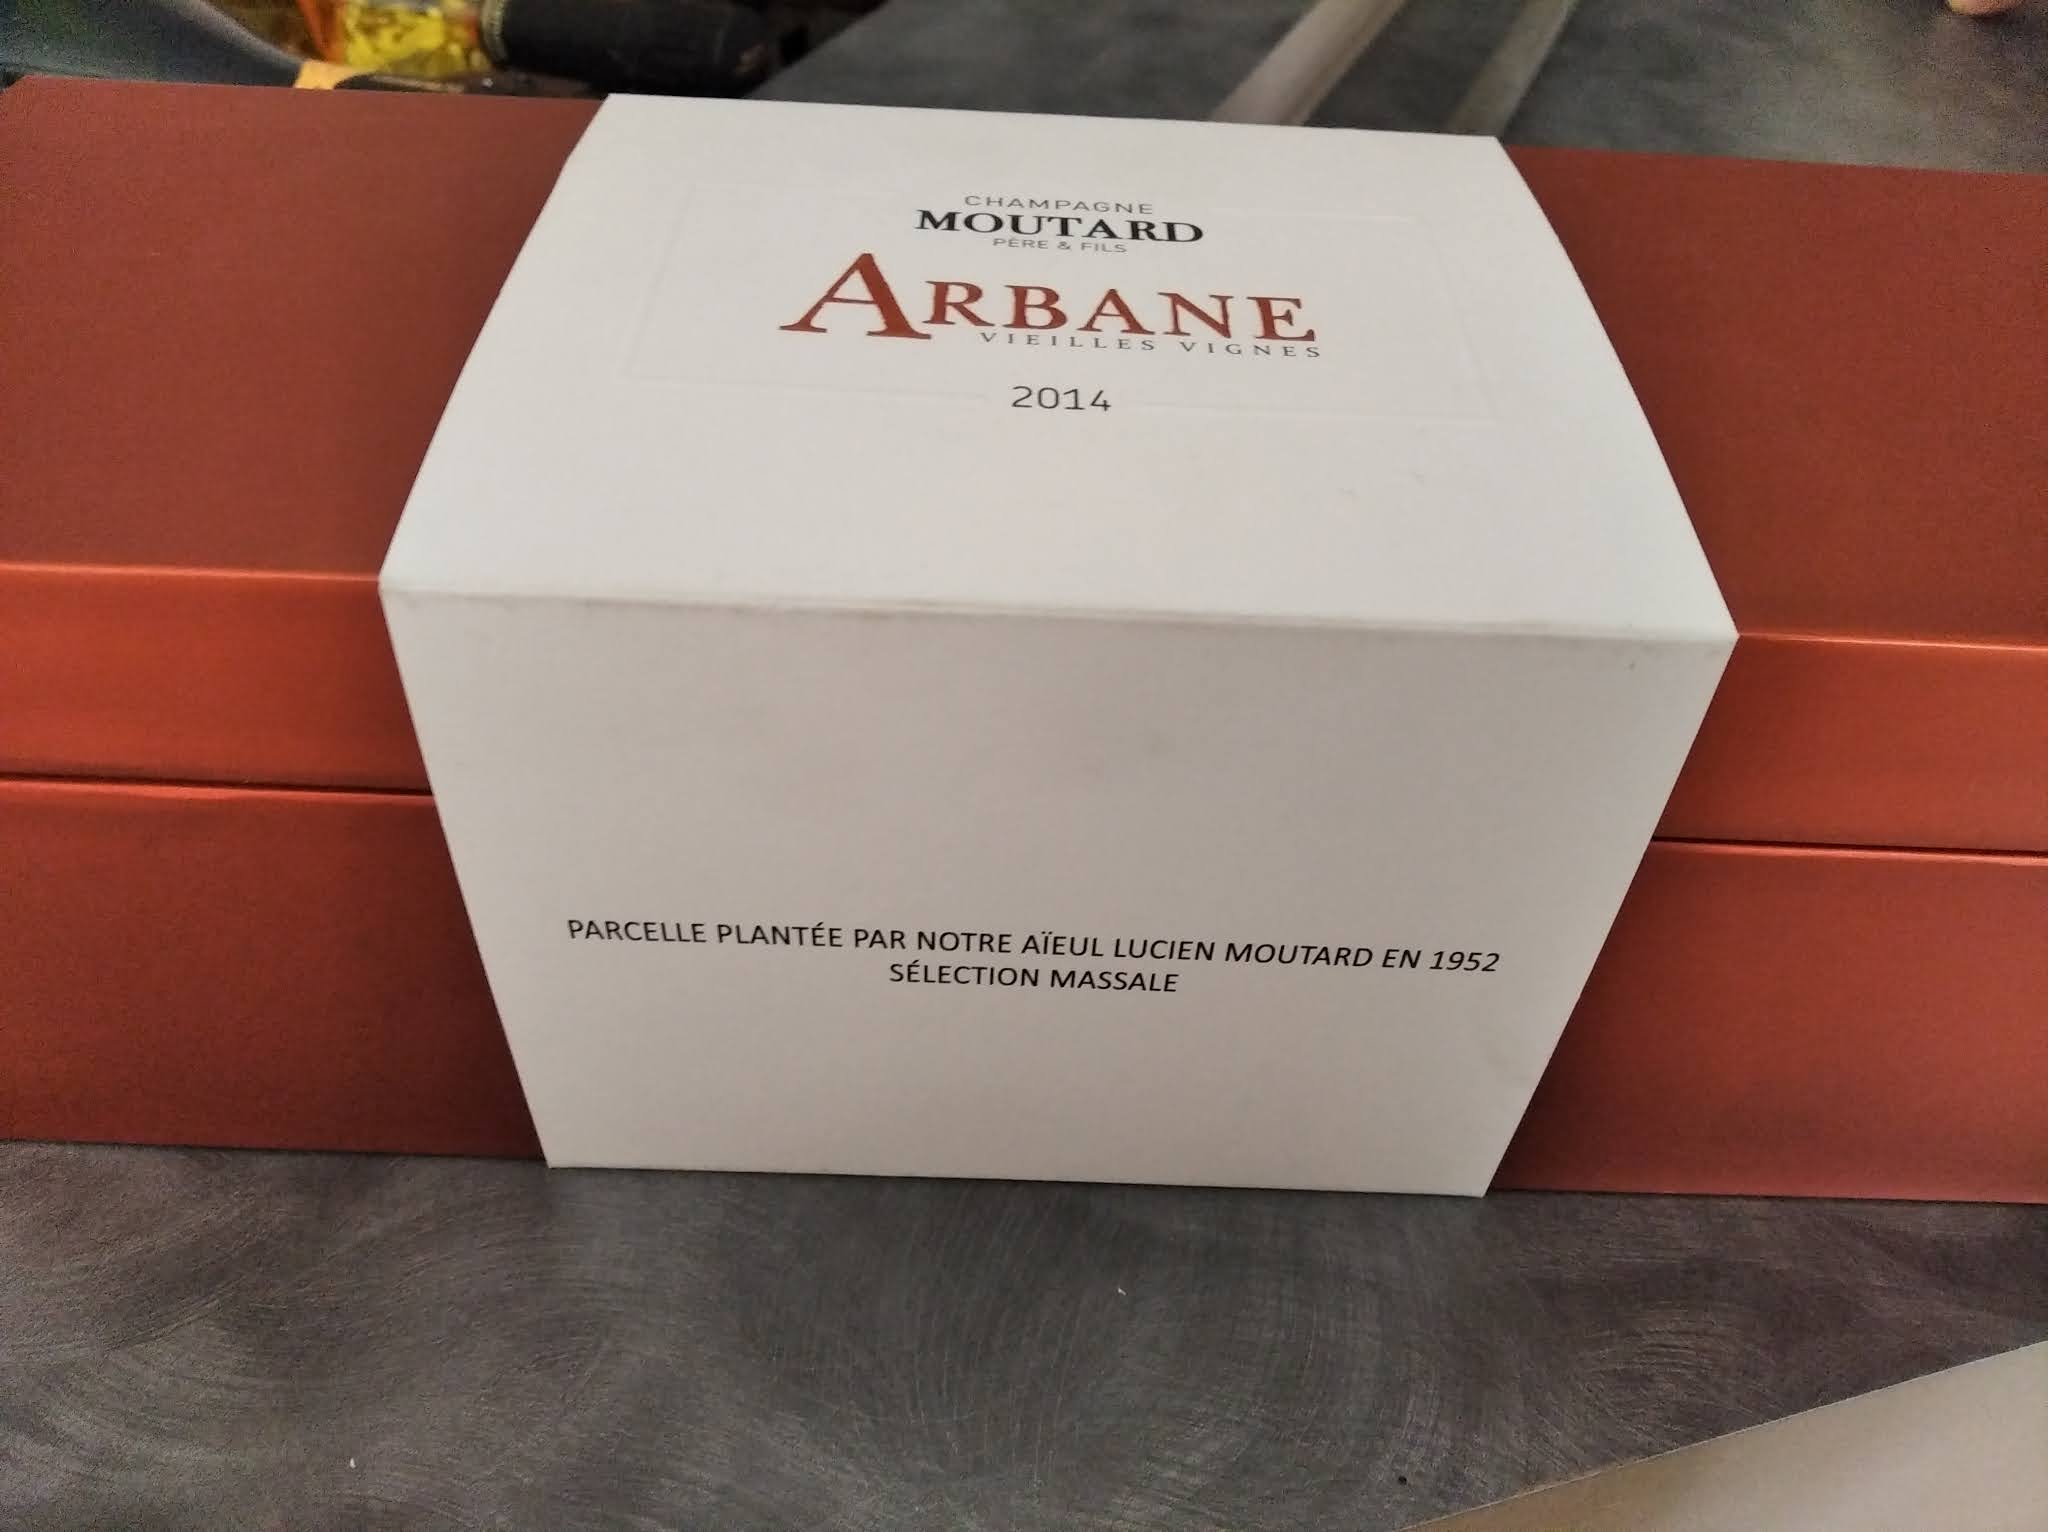 CHAMPAGNE
MOUTARD
PÈRE & FILS
ARBANE
VIEILLES VIGNES
2014
PARCELLE PLANTÉE PAR NOTRE AÏEUL LUCIEN MOUTARD EN 1952
SÉLECTION MASSALE